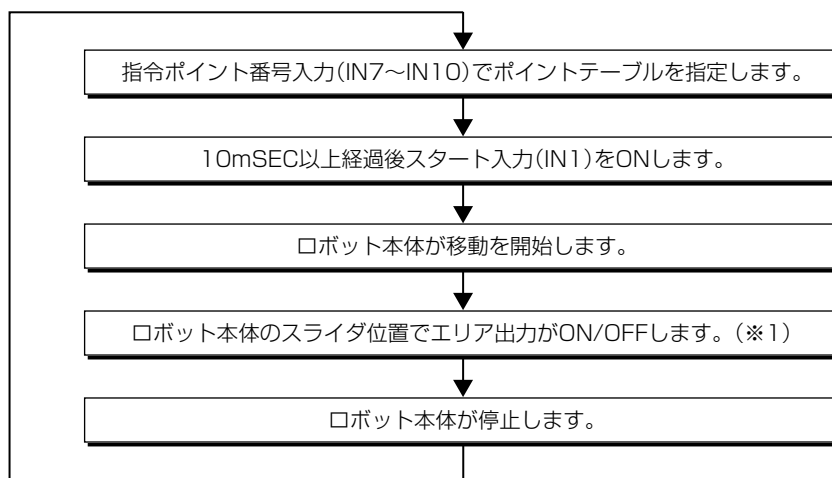 指令ポイント番号入力(IN7～IN10)でポイントテーブルを指定します。
10mSEC以上経過後スタート入力(IN1)をONします。
ロボット本体が移動を開始します。
ロボット本体のスライダ位置でエリア出力がON/OFFします。(※1)
ロボット本体が停止します。